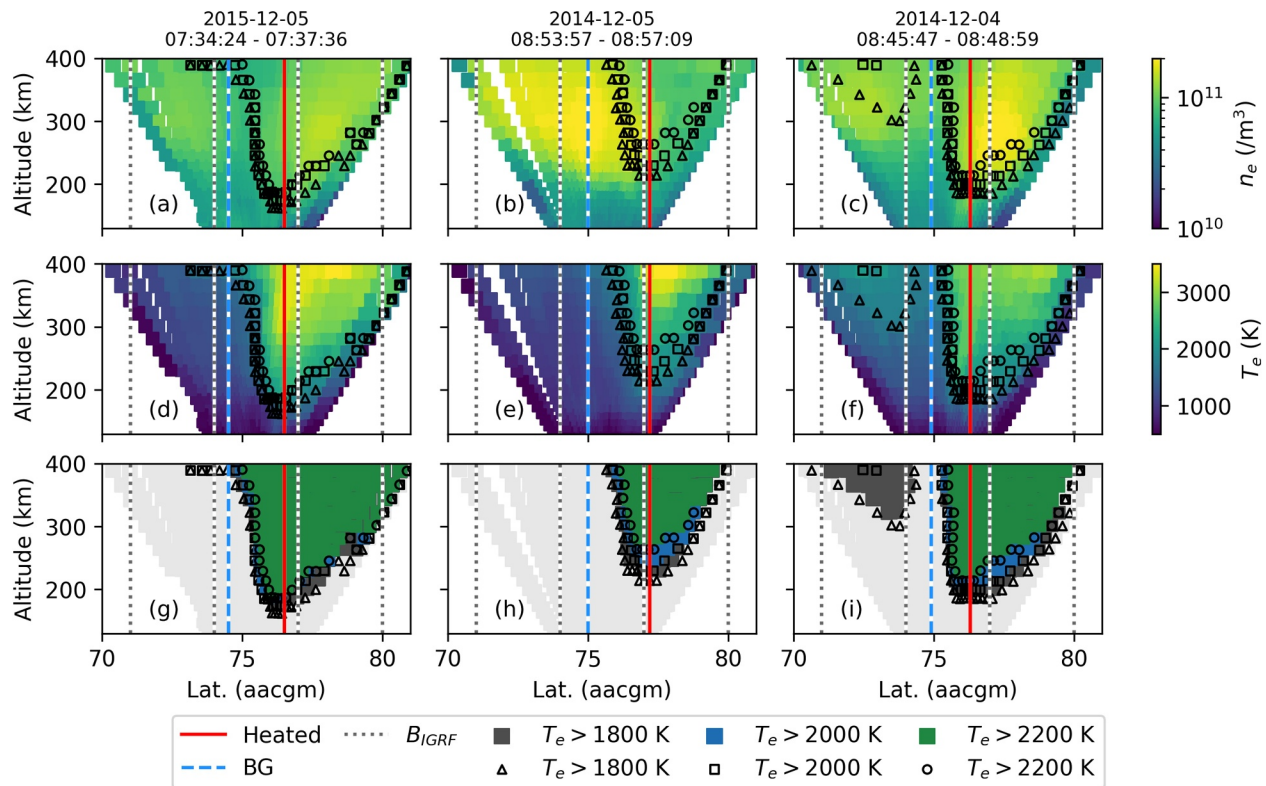 2015-12-05
07:34:24 - 07:37:36
2014-12-05
08:53:57 - 08:57:09
2014-12-04
08:45:47 - 08:48:59
Altitude (km)
400
300
200
(a)
(b)
(c)
10¹¹
10¹⁰
nₑ (/m³)
Altitude (km)
400
300
200
(d)
(e)
(f)
3000
2000
1000
Tₑ (K)
Altitude (km)
400
300
200
(g)
(h)
(i)
70 75 80 70 75 80 70 75 80
Lat. (aacgm) Lat. (aacgm) Lat. (aacgm)
Heated B_IGRF Tₑ > 1800 K Tₑ > 2000 K Tₑ > 2200 K
BG Tₑ > 1800 K Tₑ > 2000 K Tₑ > 2200 K